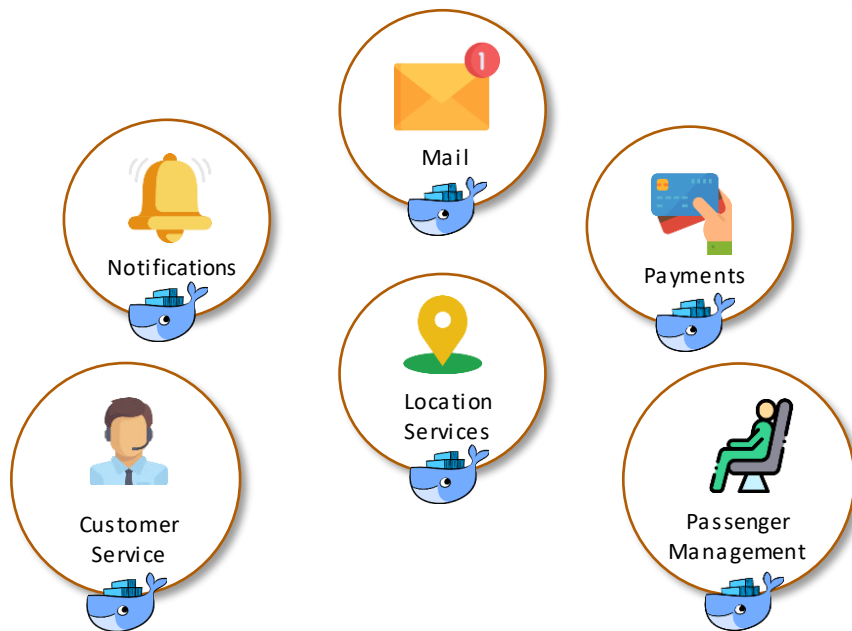 1
Mail
Notifications
Payments
Location
Services
Customer
Service
Passenger
Management